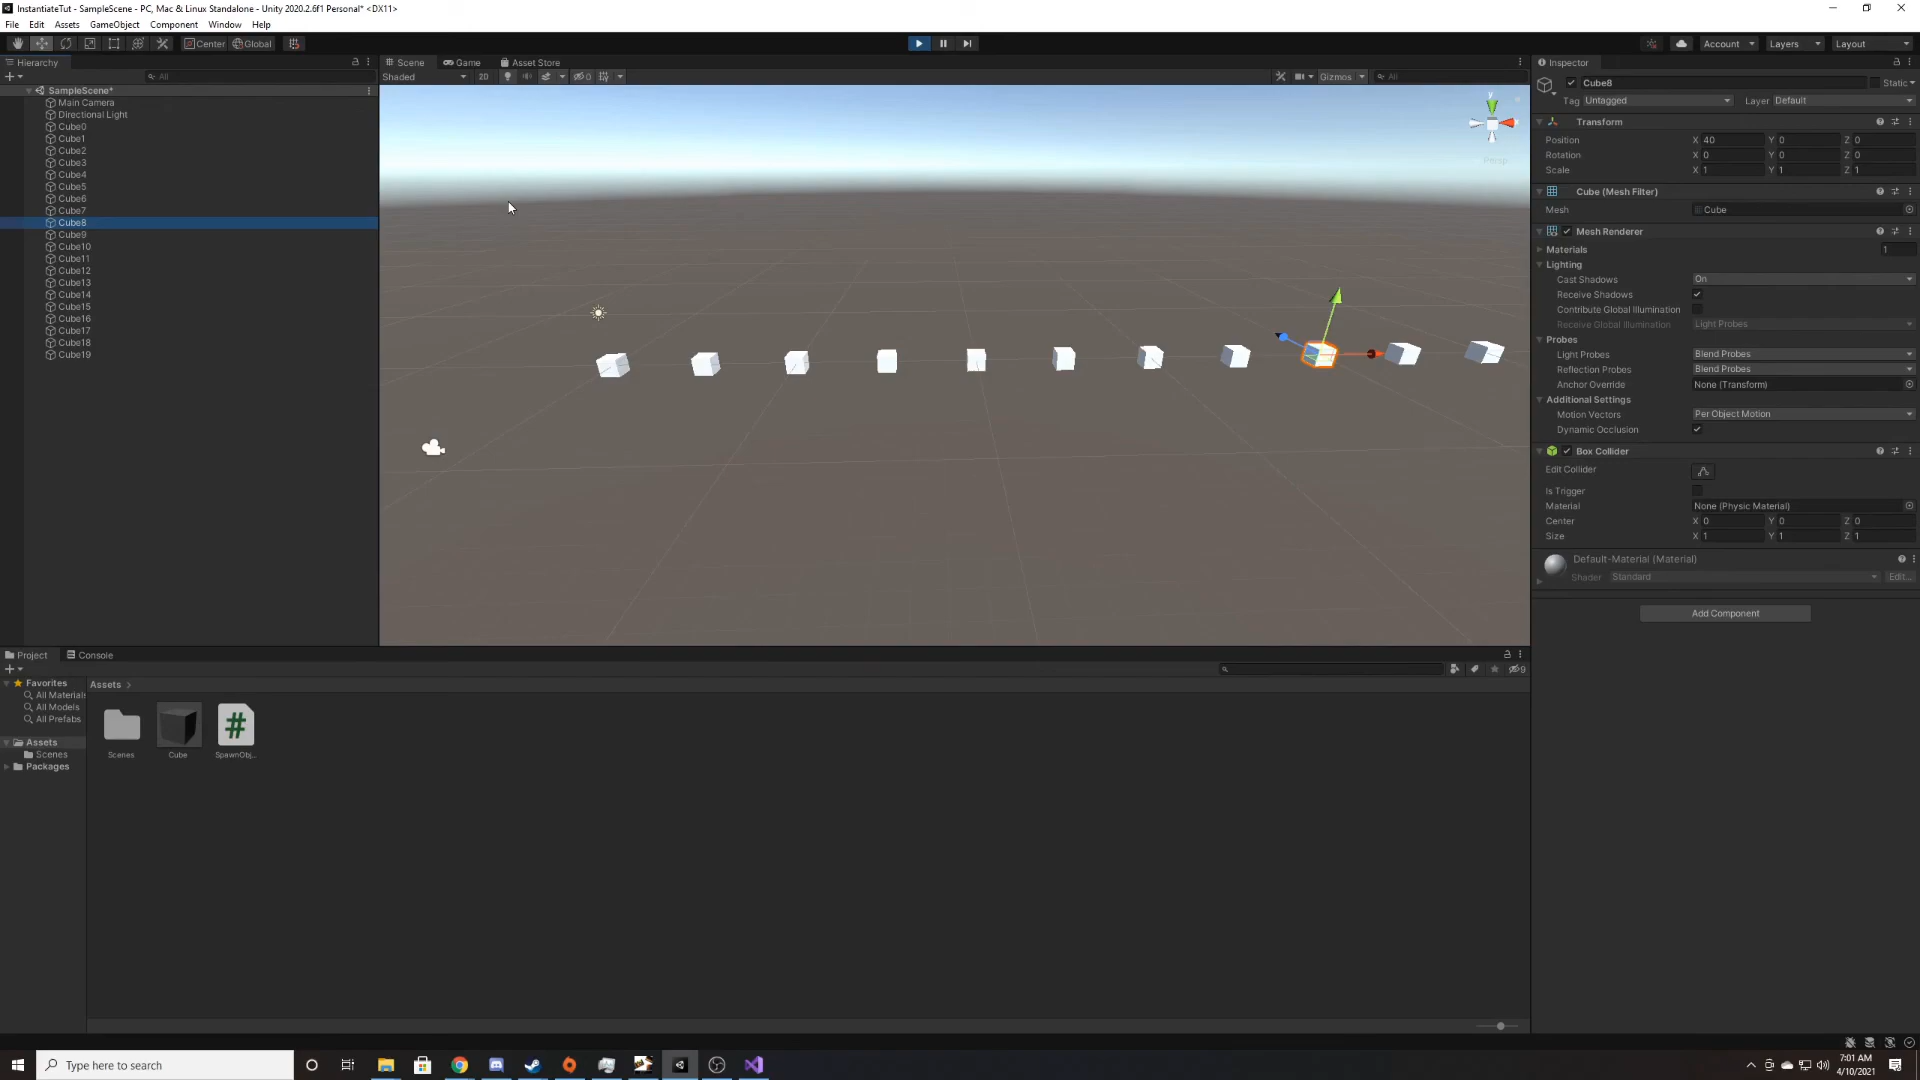 InstantiateTut - SampleScene - PC, Mac & Linux Standalone - Unity 2020.2.6f1 Personal* <DX11>
File Edit Assets GameObject Component Window Help
Center Global
Account Layers Layout
Hierarchy
All
SampleScene*
Main Camera
Directional Light
Cube0
Cube1
Cube2
Cube3
Cube4
Cube5
Cube6
Cube7
Cube8
Cube9
Cube10
Cube11
Cube12
Cube13
Cube14
Cube15
Cube16
Cube17
Cube18
Cube19
Scene Game Asset Store
Shaded 2D 0 Gizmos All
y
Persp
Inspector
Cube8 Static
Tag Untagged Layer Default
Transform
Position X 40 Y 0 Z 0
Rotation X 0 Y 0 Z 0
Scale X 1 Y 1 Z 1
Cube (Mesh Filter)
Mesh Cube
Mesh Renderer
Materials 1
Lighting
Cast Shadows On
Receive Shadows
Contribute Global Illumination
Receive Global Illumination Light Probes
Probes
Light Probes Blend Probes
Reflection Probes Blend Probes
Anchor Override None (Transform)
Additional Settings
Motion Vectors Per Object Motion
Dynamic Occlusion
Box Collider
Edit Collider
Is Trigger
Material None (Physic Material)
Center X 0 Y 0 Z 0
Size X 1 Y 1 Z 1
Default-Material (Material)
Shader Standard Edit...
Add Component
Project Console
9
Favorites
All Materials
All Models
All Prefabs
Assets
Scenes
Packages
Assets
Scenes
Cube
#
SpawnObj...
Type here to search
7:01 AM
4/10/2021